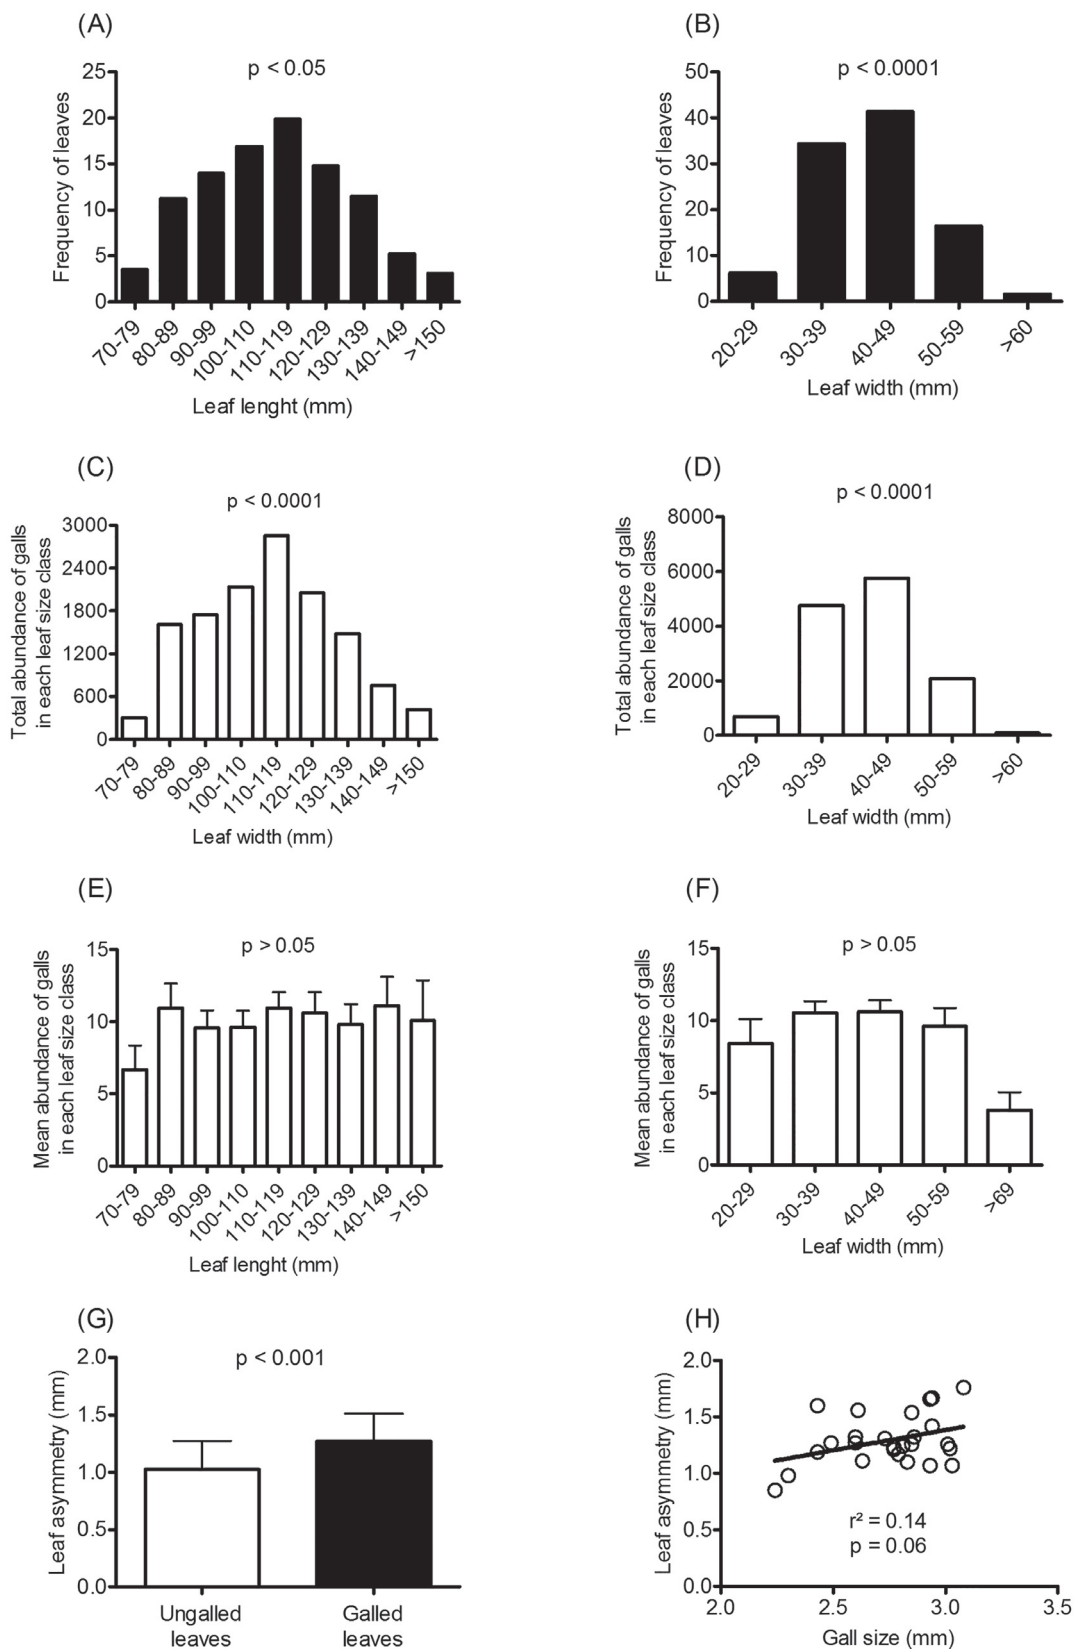 (A)
p < 0.05
Frequency of leaves
25
20
15
10
5
0
70-79
80-89
90-99
100-110
110-119
120-129
130-139
140-149
>150
Leaf lenght (mm)
(B)
p < 0.0001
Frequency of leaves
50
40
30
20
10
0
20-29
30-39
40-49
50-59
>60
Leaf width (mm)
(C)
p < 0.0001
Total abundance of galls
in each leaf size class
3000
2400
1800
1200
600
0
70-79
80-89
90-99
100-110
110-119
120-129
130-139
140-149
>150
Leaf width (mm)
(D)
p < 0.0001
Total abundance of galls
in each leaf size class
8000
6000
4000
2000
0
20-29
30-39
40-49
50-59
>60
Leaf width (mm)
(E)
p > 0.05
Mean abundance of galls
in each leaf size class
15
10
5
0
70-79
80-89
90-99
100-110
110-119
120-129
130-139
140-149
>150
Leaf lenght (mm)
(F)
p > 0.05
Mean abundance of galls
in each leaf size class
15
10
5
0
20-29
30-39
40-49
50-59
>69
Leaf width (mm)
(G)
p < 0.001
Leaf asymmetry (mm)
2.0
1.5
1.0
0.5
0.0
Ungalled
leaves
Galled
leaves
(H)
Leaf asymmetry (mm)
2.0
1.5
1.0
0.5
0.0
r² = 0.14
p = 0.06
2.0
2.5
3.0
3.5
Gall size (mm)